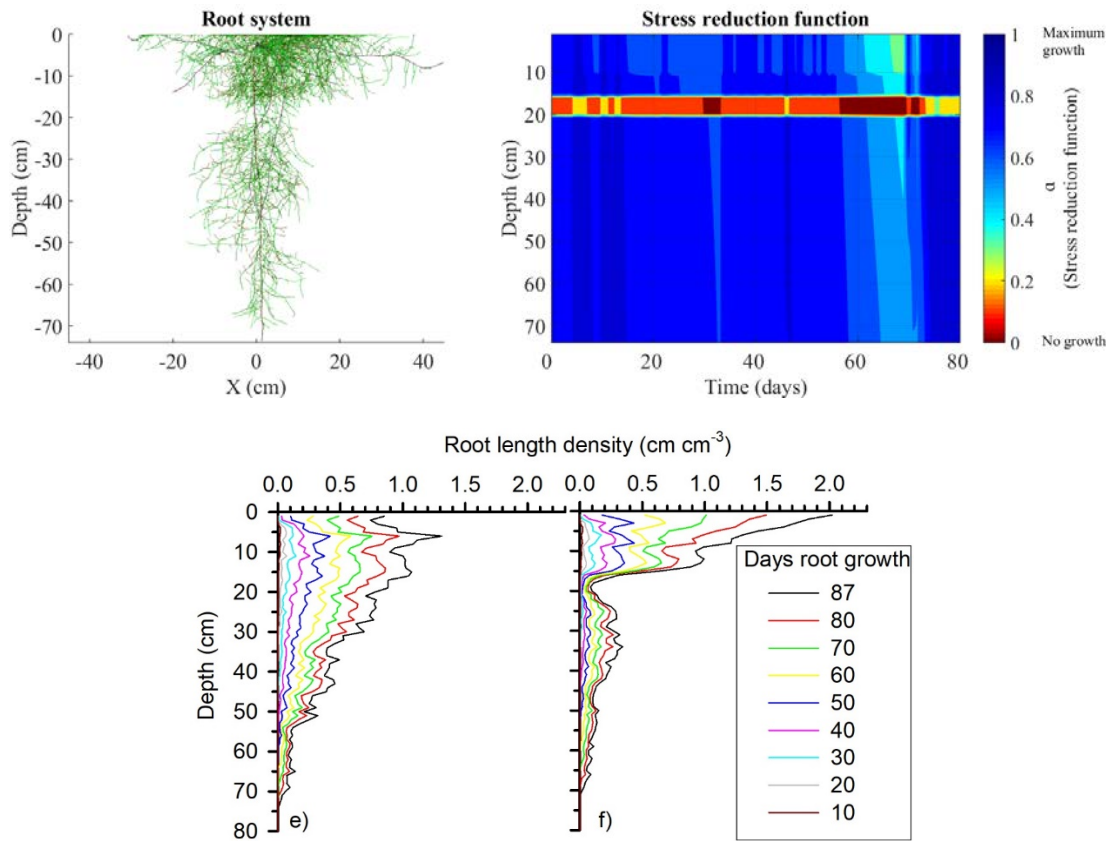 Root system
0
-10
-20
-30
-40
-50
-60
-70
Depth (cm)
-40 -20 0 20 40
X (cm)
Stress reduction function
10
20
30
40
50
60
70
Depth (cm)
0 20 40 60 80
Time (days)
1
0.8
0.6
0.4
0.2
0
Maximum
growth
No growth
α
(Stress reduction function)
Root length density (cm cm⁻³)
0.0 0.5 1.0 1.5 2.0
0.0 0.5 1.0 1.5 2.0
0
10
20
30
40
50
60
70
80
Depth (cm)
e)
f)
Days root growth
87
80
70
60
50
40
30
20
10